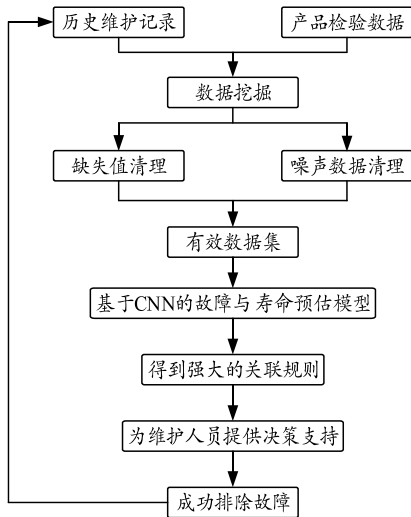 历史维护记录
产品检验数据
数据挖掘
缺失值清理
噪声数据清理
有效数据集
基于CNN的故障与寿命预估模型
得到强大的关联规则
为维护人员提供决策支持
成功排除故障